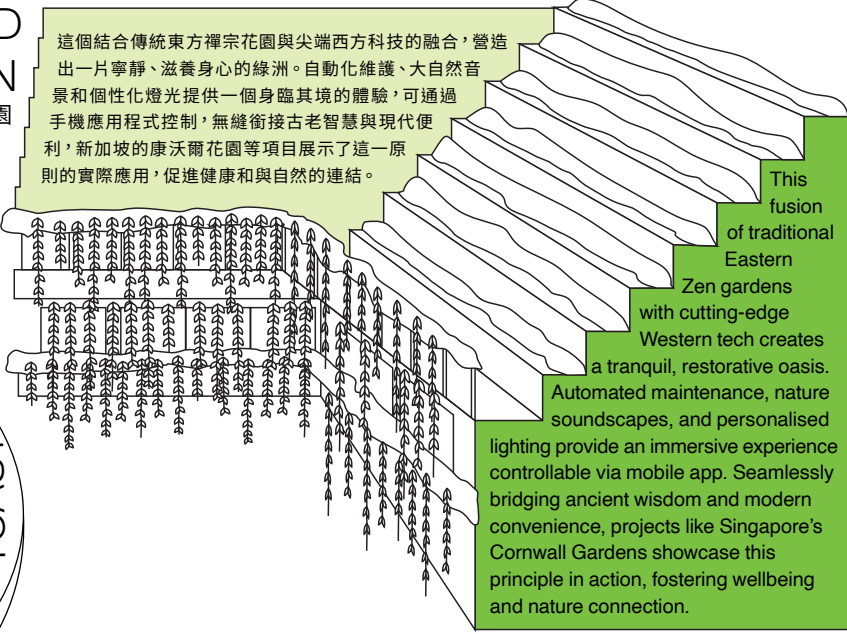 D
N
園
這個結合傳統東方禪宗花園與尖端西方科技的融合，營造
出一片寧靜、滋養身心的綠洲。自動化維護、大自然音
景和個性化燈光提供一個身臨其境的體驗，可通過
手機應用程式控制，無縫銜接古老智慧與現代便
利，新加坡的康沃爾花園等項目展示了這一原
則的實際應用，促進健康和與自然的連結。
This
fusion
of traditional
Eastern
Zen gardens
with cutting-edge
Western tech creates
a tranquil, restorative oasis.
Automated maintenance, nature
soundscapes, and personalised
lighting provide an immersive experience
controllable via mobile app. Seamlessly
bridging ancient wisdom and modern
convenience, projects like Singapore’s
Cornwall Gardens showcase this
principle in action, fostering wellbeing
and nature connection.